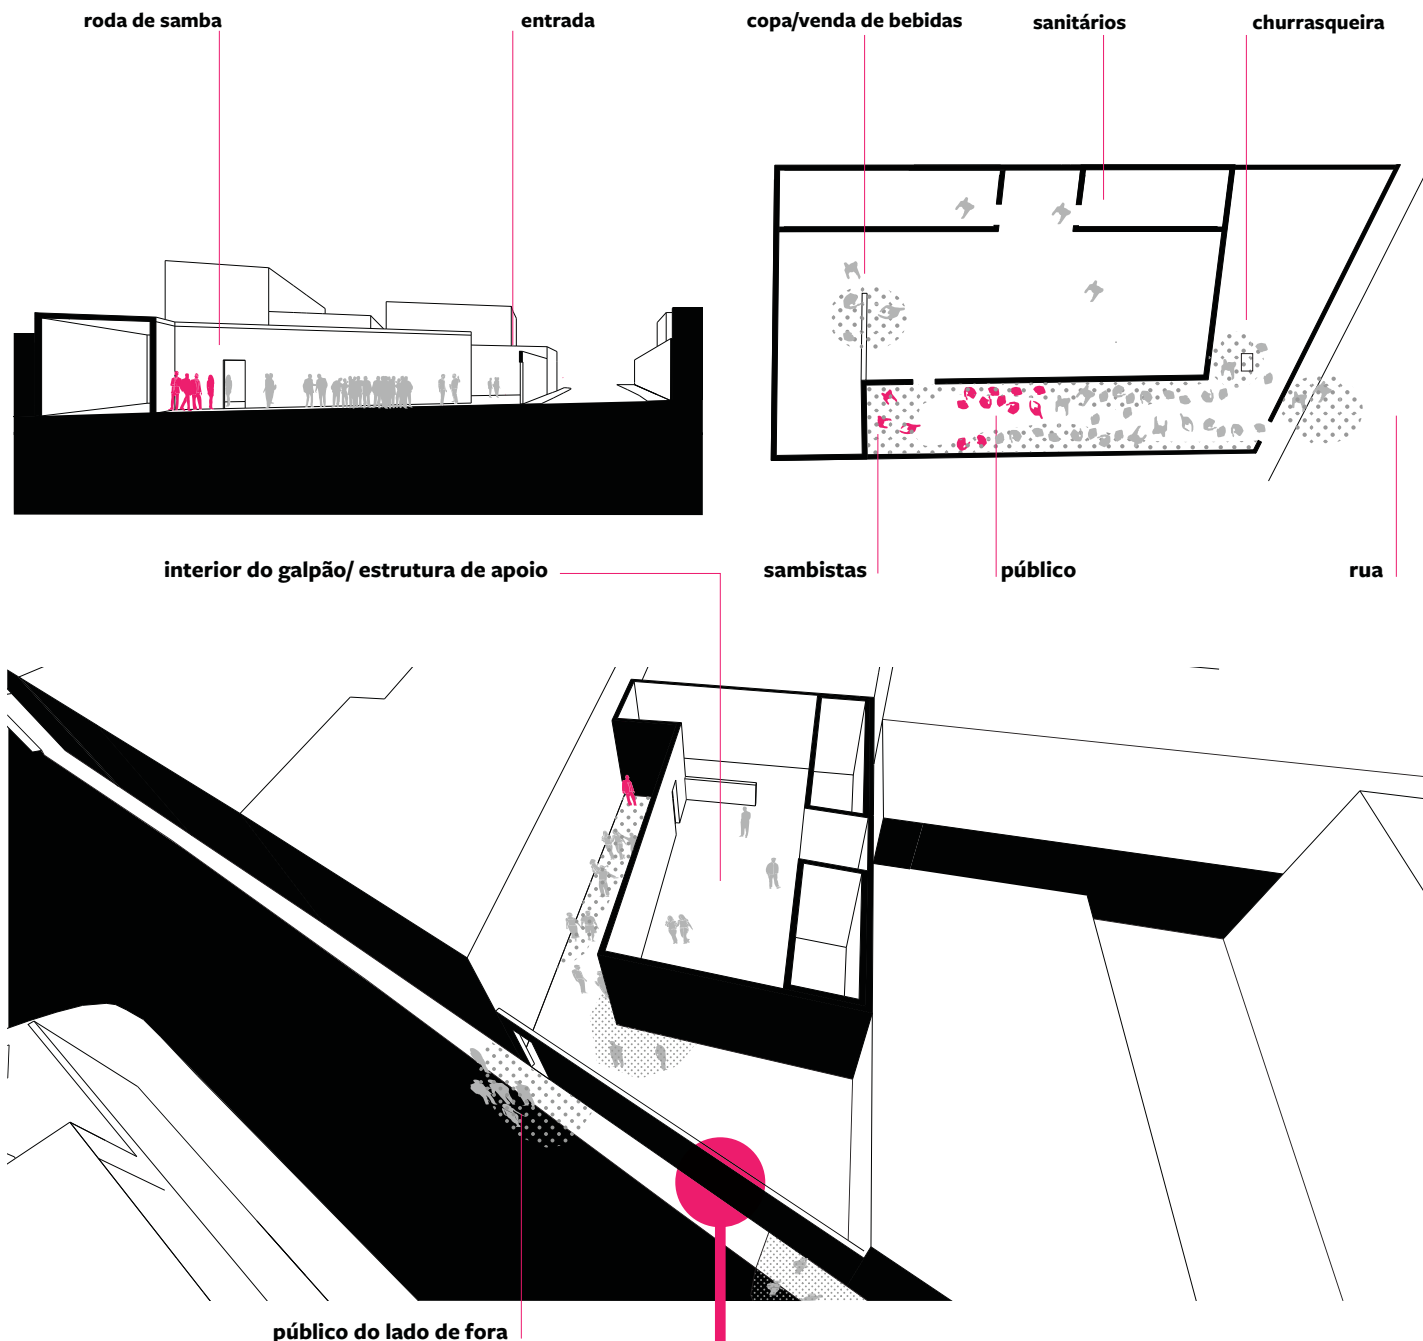 roda de samba
entrada
copa/venda de bebidas
sanitários
churrasqueira
interior do galpão/ estrutura de apoio
sambistas
público
rua
público do lado de fora